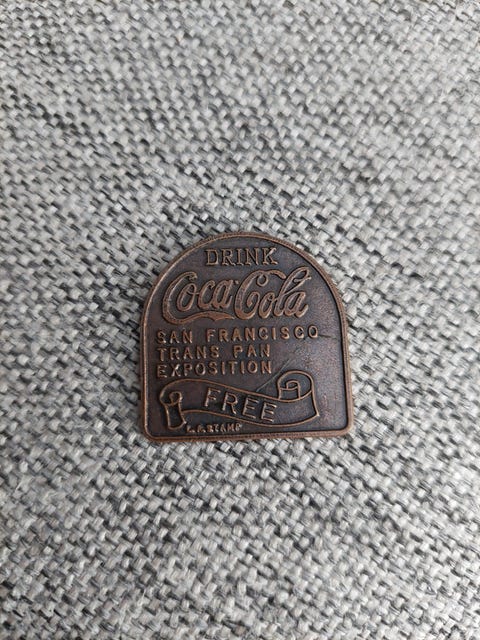 DRINK
Coca-Cola
SAN FRANCISCO
TRANS PAN
EXPOSITION
FREE